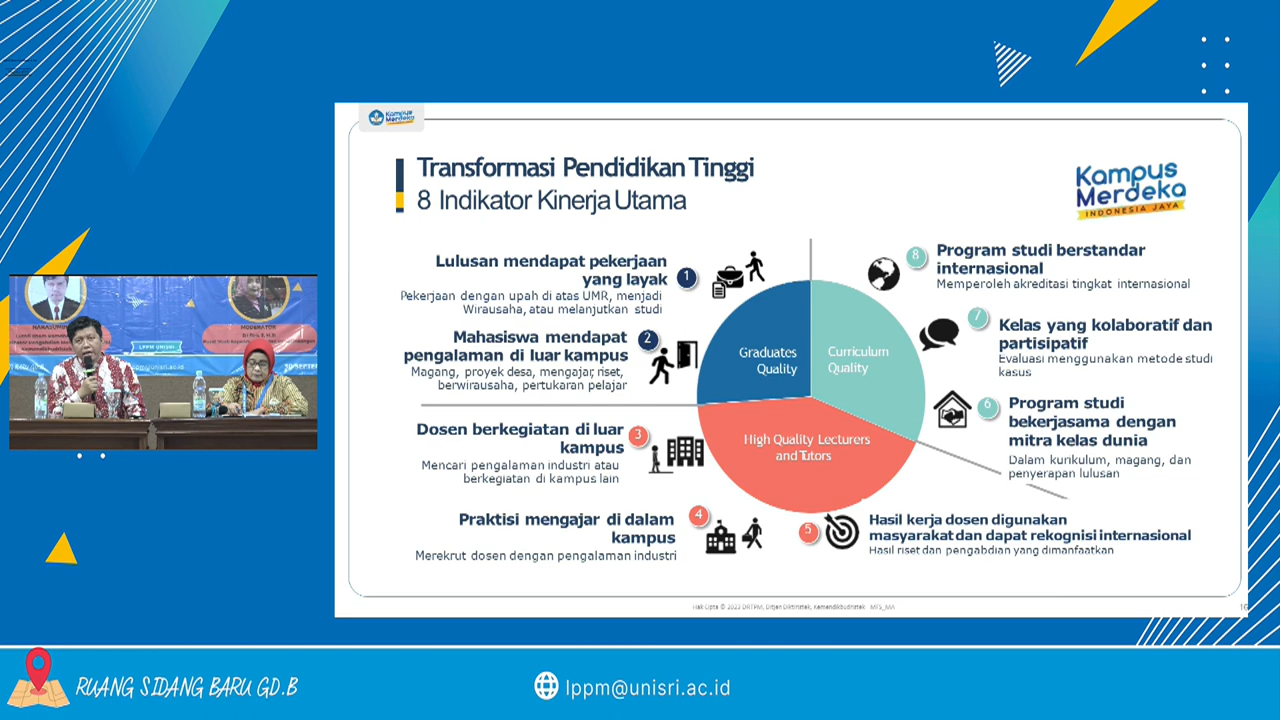 Kampus
Merdeka
Transformasi Pendidikan Tinggi
8 Indikator Kinerja Utama
Kampus
Merdeka
INDONESIA JAYA
Lulusan mendapat pekerjaan
yang layak
Pekerjaan dengan upah di atas UMR, menjadi
Wirausaha, atau melanjutkan studi
1
Mahasiswa mendapat
pengalaman di luar kampus
Magang, proyek desa, mengajar, riset,
berwirausaha, pertukaran pelajar
2
Dosen berkegiatan di luar
kampus
Mencari pengalaman industri atau
berkegiatan di kampus lain
3
Praktisi mengajar di dalam
kampus
Merekrut dosen dengan pengalaman industri
4
Graduates
Quality
Curriculum
Quality
High Quality Lecturers
and Tutors
8
Program studi berstandar
internasional
Memperoleh akreditasi tingkat internasional
7
Kelas yang kolaboratif dan
partisipatif
Evaluasi menggunakan metode studi
kasus
6
Program studi
bekerjasama dengan
mitra kelas dunia
Dalam kurikulum, magang, dan
penyerapan lulusan
5
Hasil kerja dosen digunakan
masyarakat dan dapat rekognisi internasional
Hasil riset dan pengabdian yang dimanfaatkan
MODERATOR
LPPM UNISRI
RUANG SIDANG BARU GD.B
lppm@unisri.ac.id